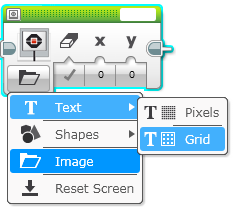 x y
0 0
T Text
Shapes
Image
Reset Screen
T Pixels
T Grid